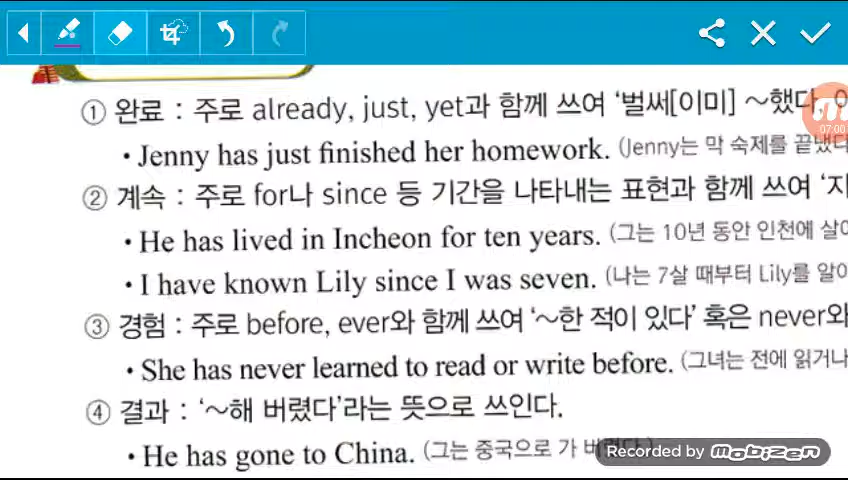 ① 완료 : 주로 already, just, yet과 함께 쓰여 '벌써[이미] ～했다,
• Jenny has just finished her homework. (Jenny는 막 숙제를 끝냈다
② 계속 : 주로 for나 since 등 기간을 나타내는 표현과 함께 쓰여 '지
• He has lived in Incheon for ten years. (그는 10년 동안 인천에 살아
• I have known Lily since I was seven. (나는 7살 때부터 Lily를 알아
③ 경험 : 주로 before, ever와 함께 쓰여 '～한 적이 있다' 혹은 never와
• She has never learned to read or write before. (그녀는 전에 읽거나
④ 결과 : '～해 버렸다'라는 뜻으로 쓰인다.
• He has gone to China. (그는 중국으로 가 버렸다.)
07:00
Recorded by mobizen